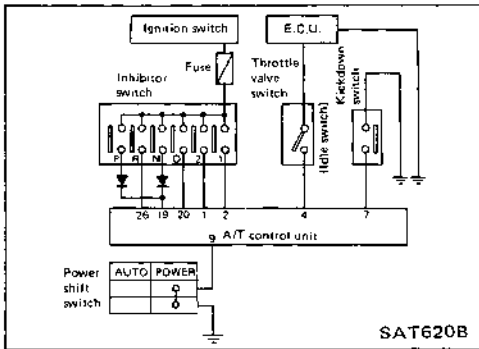 Ignition switch
E.C.U.
Fuse
Throttle
valve
switch
Kickdown
switch
Inhibitor
switch
(Idle switch)
P R N D 2 1
26 19 20 1 2 4 7
9 A/T control unit
Power
shift
switch
AUTO POWER
SAT620B